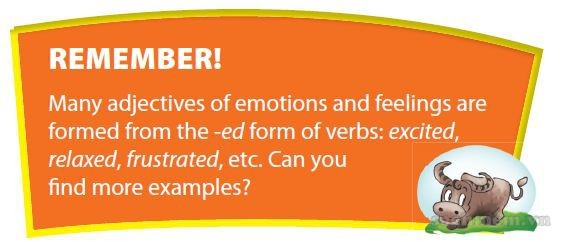 REMEMBER!
Many adjectives of emotions and feelings are
formed from the -ed form of verbs: excited,
relaxed, frustrated, etc. Can you
find more examples?